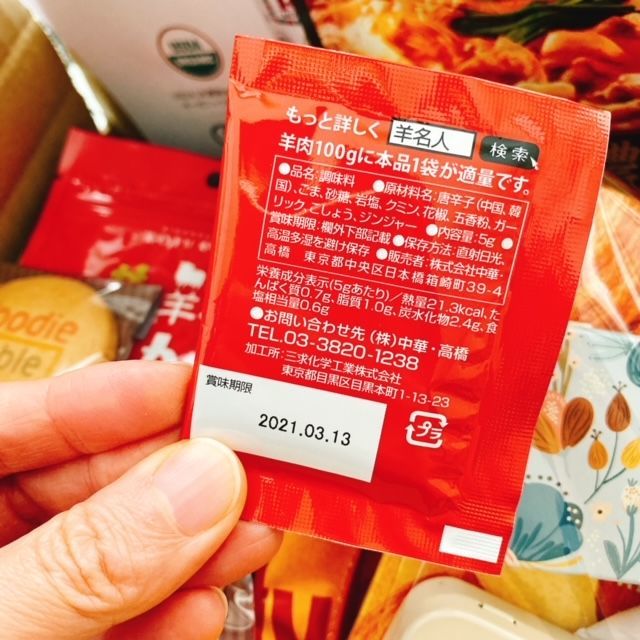 もっと詳しく 羊名人 検索
羊肉100gに本品1袋が適量です。
●品名:調味料 ●原材料名:唐辛子(中国、韓
国)、ごま、砂糖、岩塩、クミン、花椒、五香粉、ガー
リック、こしょう、ジンジャー ●内容量:5g ●
賞味期限:欄外下部記載 ●保存方法:直射日光、
高温多湿を避け保存 ●販売者:株式会社中華・
高橋 東京都中央区日本橋箱崎町39-4
栄養成分表示(5gあたり)/熱量21.3kcal、た
んぱく質0.7g、脂質1.0g、炭水化物2.4g、食
塩相当量0.6g
●お問い合わせ先 (株)中華・高橋
TEL.03-3820-1238
加工所:三求化学工業株式会社
東京都目黒区目黒本町1-13-23
賞味期限
2021.03.13
プラ
羊
oodie
ble